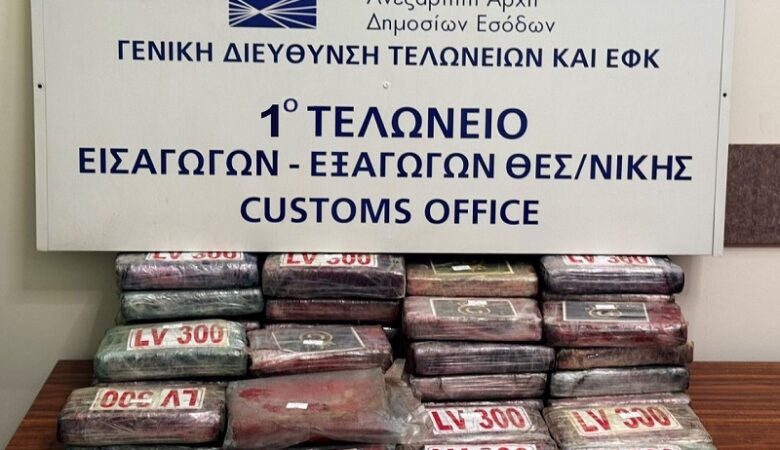 Ανεξάρτητη Αρχή
Δημοσίων Εσόδων
ΓΕΝΙΚΗ ΔΙΕΥΘΥΝΣΗ ΤΕΛΩΝΕΙΩΝ ΚΑΙ ΕΦΚ
1Ο ΤΕΛΩΝΕΙΟ
ΕΙΣΑΓΩΓΩΝ - ΕΞΑΓΩΓΩΝ ΘΕΣ/ΝΙΚΗΣ
CUSTOMS OFFICE
LV 300
LV 300
LV 300
LV 300
LV 300
LV 300
LV 300